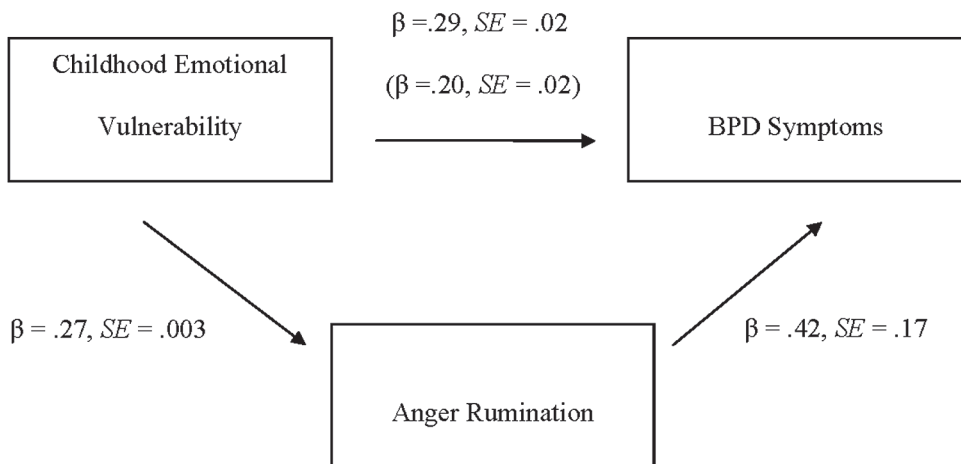 β =.29, SE = .02
(β =.20, SE = .02)
Childhood Emotional
Vulnerability
BPD Symptoms
β = .27, SE = .003
β = .42, SE = .17
Anger Rumination